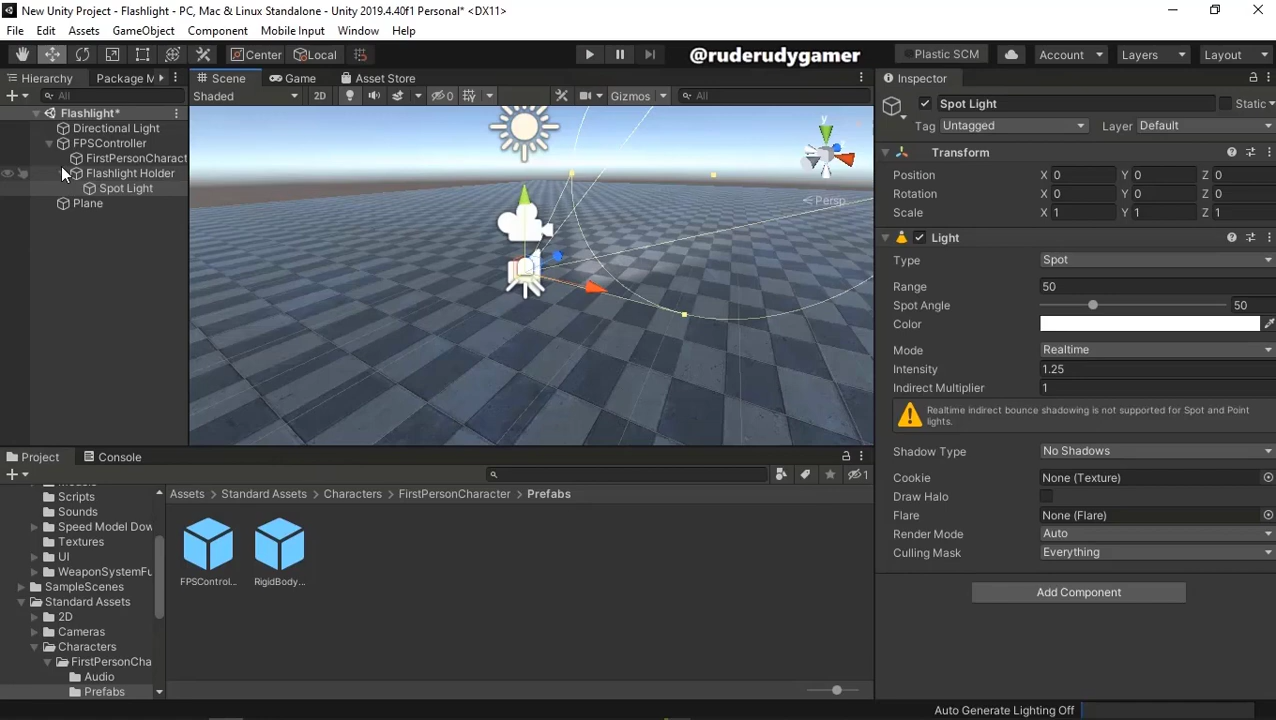 New Unity Project - Flashlight - PC, Mac & Linux Standalone - Unity 2019.4.40f1 Personal* <DX11>
File Edit Assets GameObject Component Mobile Input Window Help
Center Local @ruderudygamer Plastic SCM Account Layers Layout
Hierarchy Package M Scene Game Asset Store Inspector
All Shaded 2D 0 Gizmos All Spot Light Static
Flashlight* Tag Untagged Layer Default
Directional Light
FPSController
FirstPersonCharact
Flashlight Holder
Spot Light
Plane
y
x
z
Persp
Transform
Position X 0 Y 0 Z 0
Rotation X 0 Y 0 Z 0
Scale X 1 Y 1 Z 1
Light
Type Spot
Range 50
Spot Angle 50
Color
Mode Realtime
Intensity 1.25
Indirect Multiplier 1
Realtime indirect bounce shadowing is not supported for Spot and Point
lights.
Shadow Type No Shadows
Cookie None (Texture)
Draw Halo
Flare None (Flare)
Render Mode Auto
Culling Mask Everything
Add Component
Project Console
1
Assets > Standard Assets > Characters > FirstPersonCharacter > Prefabs
Scripts
Sounds
Speed Model Dow
Textures
UI
WeaponSystemFu
SampleScenes
Standard Assets
2D
Cameras
Characters
FirstPersonCha
Audio
Prefabs
FPSControl... RigidBody...
Auto Generate Lighting Off